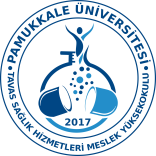 PAMUKKALE ÜNİVERSİTESİ
• TAVAS SAĞLIK HİZMETLERİ MESLEK YÜKSEKOKULU •
2017